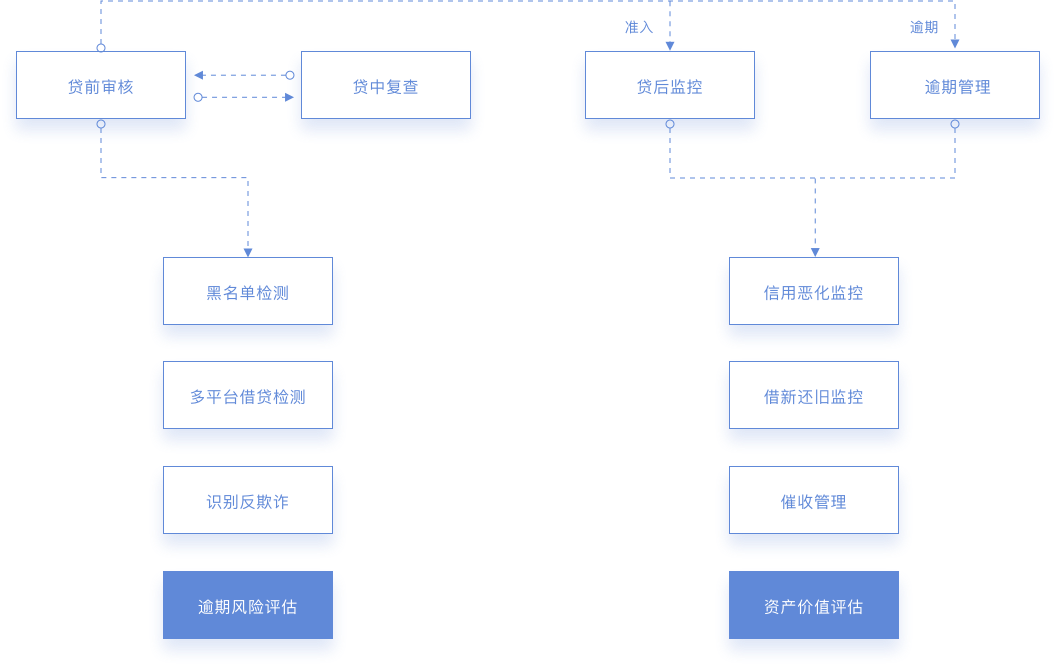 准入
逾期
贷前审核
贷中复查
贷后监控
逾期管理
黑名单检测
信用恶化监控
多平台借贷检测
借新还旧监控
识别反欺诈
催收管理
逾期风险评估
资产价值评估